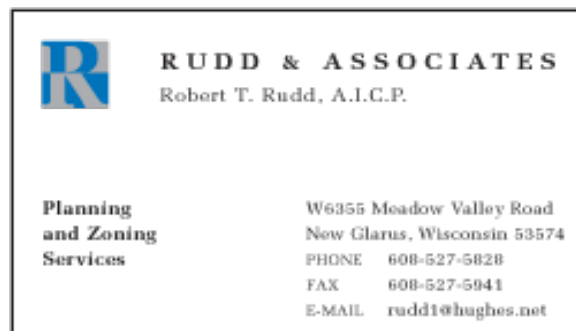 R
RUDD & ASSOCIATES
Robert T. Rudd, A.I.C.P.
Planning
and Zoning
Services
W6355 Meadow Valley Road
New Glarus, Wisconsin 53574
PHONE 608-527-5828
FAX 608-527-5941
E-MAIL rudd1@hughes.net